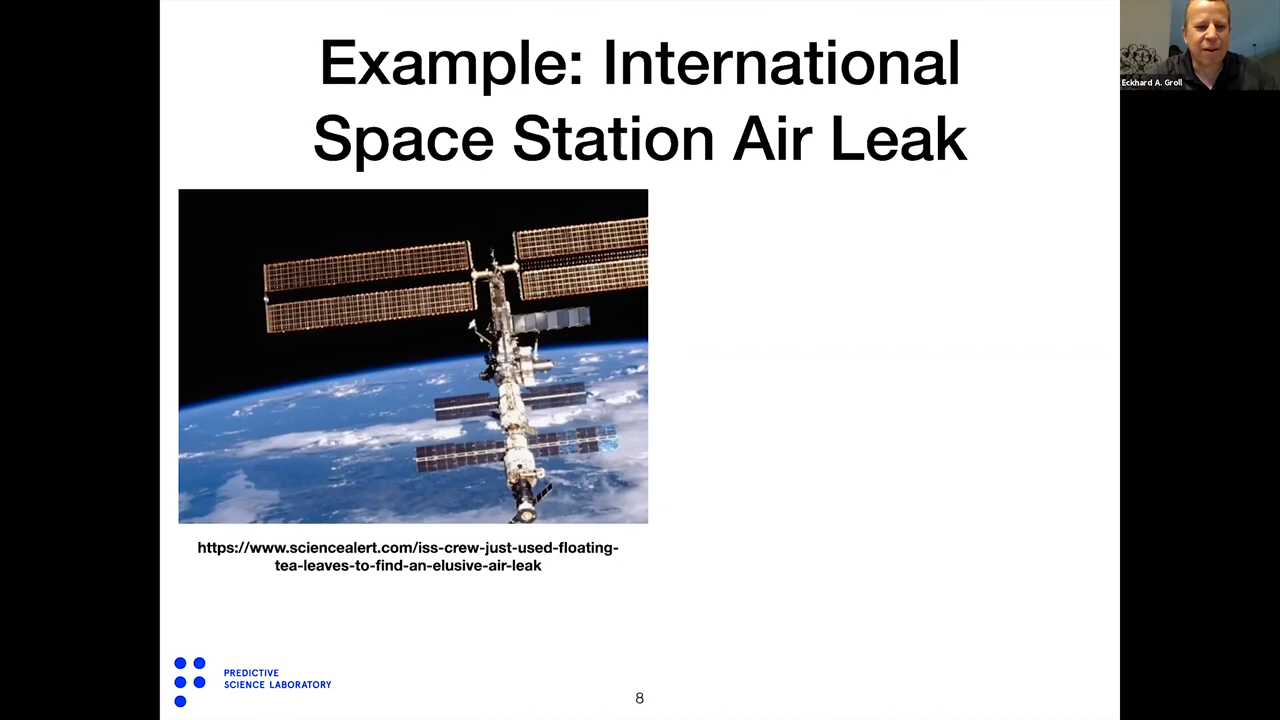 Example: International
Space Station Air Leak
Eckhard A. Groll
https://www.sciencealert.com/iss-crew-just-used-floating-
tea-leaves-to-find-an-elusive-air-leak
PREDICTIVE
SCIENCE LABORATORY
8